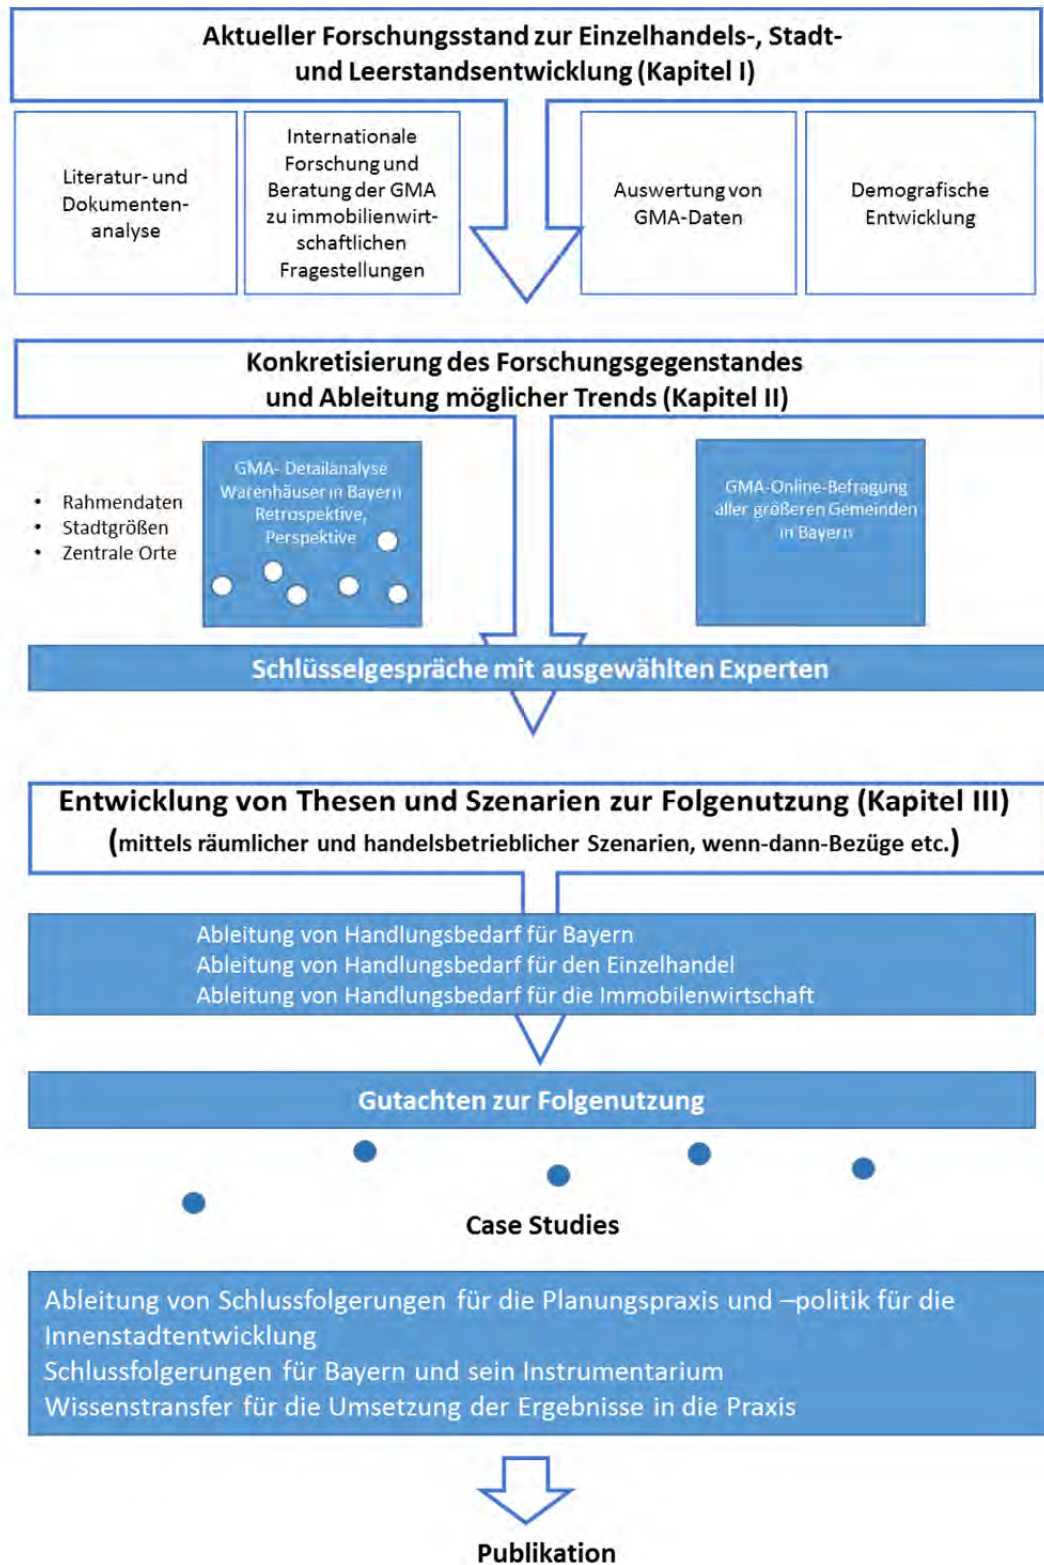 Aktueller Forschungsstand zur Einzelhandels-, Stadt-
und Leerstandsentwicklung (Kapitel I)
Literatur- und
Dokumenten-
analyse
Internationale
Forschung und
Beratung der GMA
zu immobilienwirt-
schaftlichen
Fragestellungen
Auswertung von
GMA-Daten
Demografische
Entwicklung
Konkretisierung des Forschungsgegenstandes
und Ableitung möglicher Trends (Kapitel II)
• Rahmendaten
• Stadtgrößen
• Zentrale Orte
GMA- Detailanalyse
Warenhäuser in Bayern
Retrospektive,
Perspektive
GMA-Online-Befragung
aller größeren Gemeinden
in Bayern
Schlüsselgespräche mit ausgewählten Experten
Entwicklung von Thesen und Szenarien zur Folgenutzung (Kapitel III)
(mittels räumlicher und handelsbetrieblicher Szenarien, wenn-dann-Bezüge etc.)
Ableitung von Handlungsbedarf für Bayern
Ableitung von Handlungsbedarf für den Einzelhandel
Ableitung von Handlungsbedarf für die Immobilenwirtschaft
Gutachten zur Folgenutzung
Case Studies
Ableitung von Schlussfolgerungen für die Planungspraxis und –politik für die
Innenstadtentwicklung
Schlussfolgerungen für Bayern und sein Instrumentarium
Wissenstransfer für die Umsetzung der Ergebnisse in die Praxis
Publikation